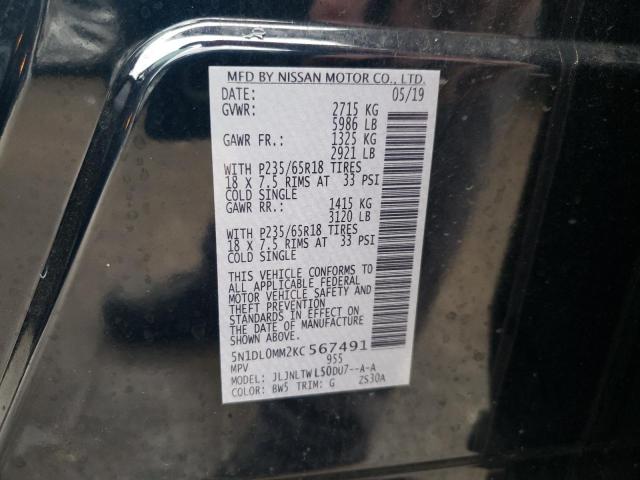 MFD BY NISSAN MOTOR CO., LTD.
DATE: 05/19
GVWR: 2715 KG
5986 LB
GAWR FR.: 1325 KG
2921 LB
WITH P235/65R18 TIRES
18 X 7.5 RIMS AT 33 PSI
COLD SINGLE
GAWR RR.: 1415 KG
3120 LB
WITH P235/65R18 TIRES
18 X 7.5 RIMS AT 33 PSI
COLD SINGLE
THIS VEHICLE CONFORMS TO
ALL APPLICABLE FEDERAL
MOTOR VEHICLE SAFETY AND
THEFT PREVENTION
STANDARDS IN EFFECT ON
THE DATE OF MANUFACTURE
SHOWN ABOVE.
5N1DL0MM2KC567491
MPV 955
MODEL: JLJNLTWL50DU7--A-A
COLOR: BW5 TRIM: G ZS30A